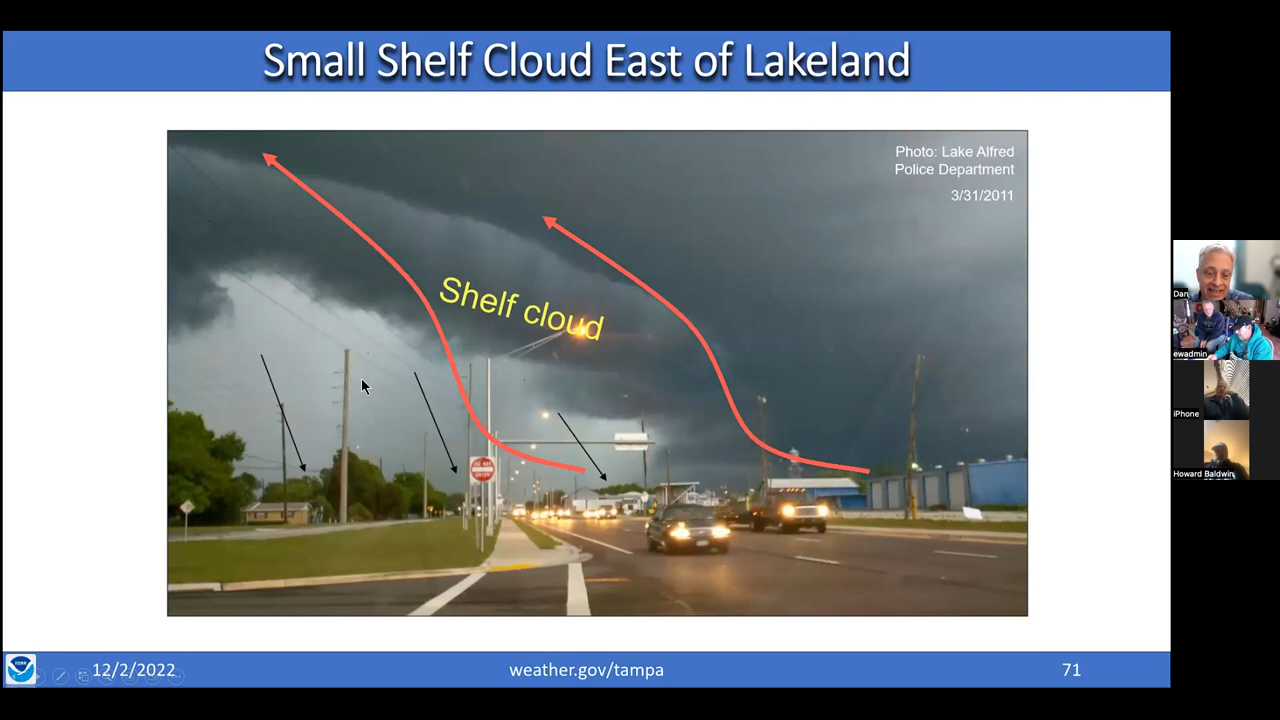 Small Shelf Cloud East of Lakeland
Photo: Lake Alfred
Police Department
3/31/2011
Shelf cloud
Dan
ewadmin
iPhone
Howard Baldwin
12/2/2022
weather.gov/tampa
71